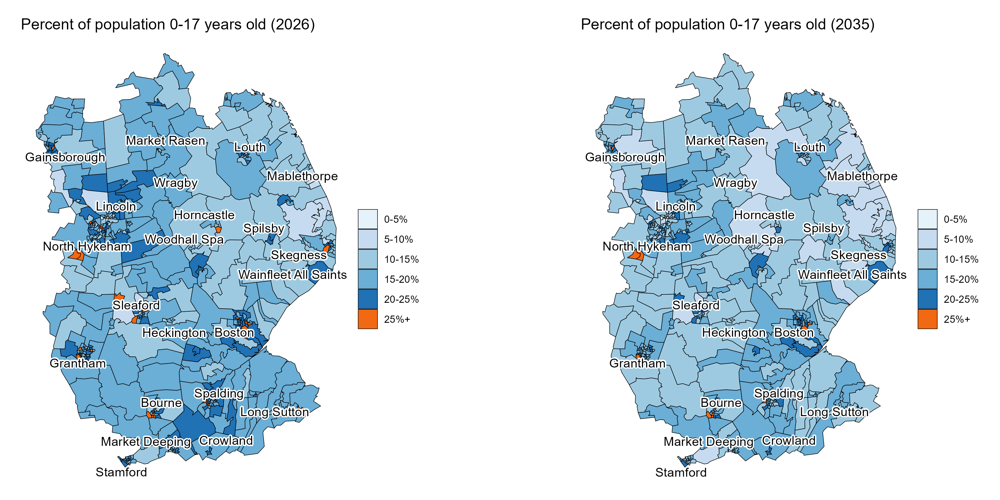 Percent of population 0-17 years old (2026)
Market Rasen
Louth
Gainsborough
Mablethorpe
Wragby
Lincoln
Horncastle
Spilsby
Woodhall Spa
North Hykeham
Skegness
Wainfleet All Saints
Sleaford
Heckington
Boston
Grantham
Spalding
Bourne
Long Sutton
Market Deeping
Crowland
Stamford
0-5%
5-10%
10-15%
15-20%
20-25%
25%+
Percent of population 0-17 years old (2035)
Market Rasen
Louth
Gainsborough
Mablethorpe
Wragby
Lincoln
Horncastle
Spilsby
Woodhall Spa
North Hykeham
Skegness
Wainfleet All Saints
Sleaford
Heckington
Boston
Grantham
Spalding
Bourne
Long Sutton
Market Deeping
Crowland
Stamford
0-5%
5-10%
10-15%
15-20%
20-25%
25%+